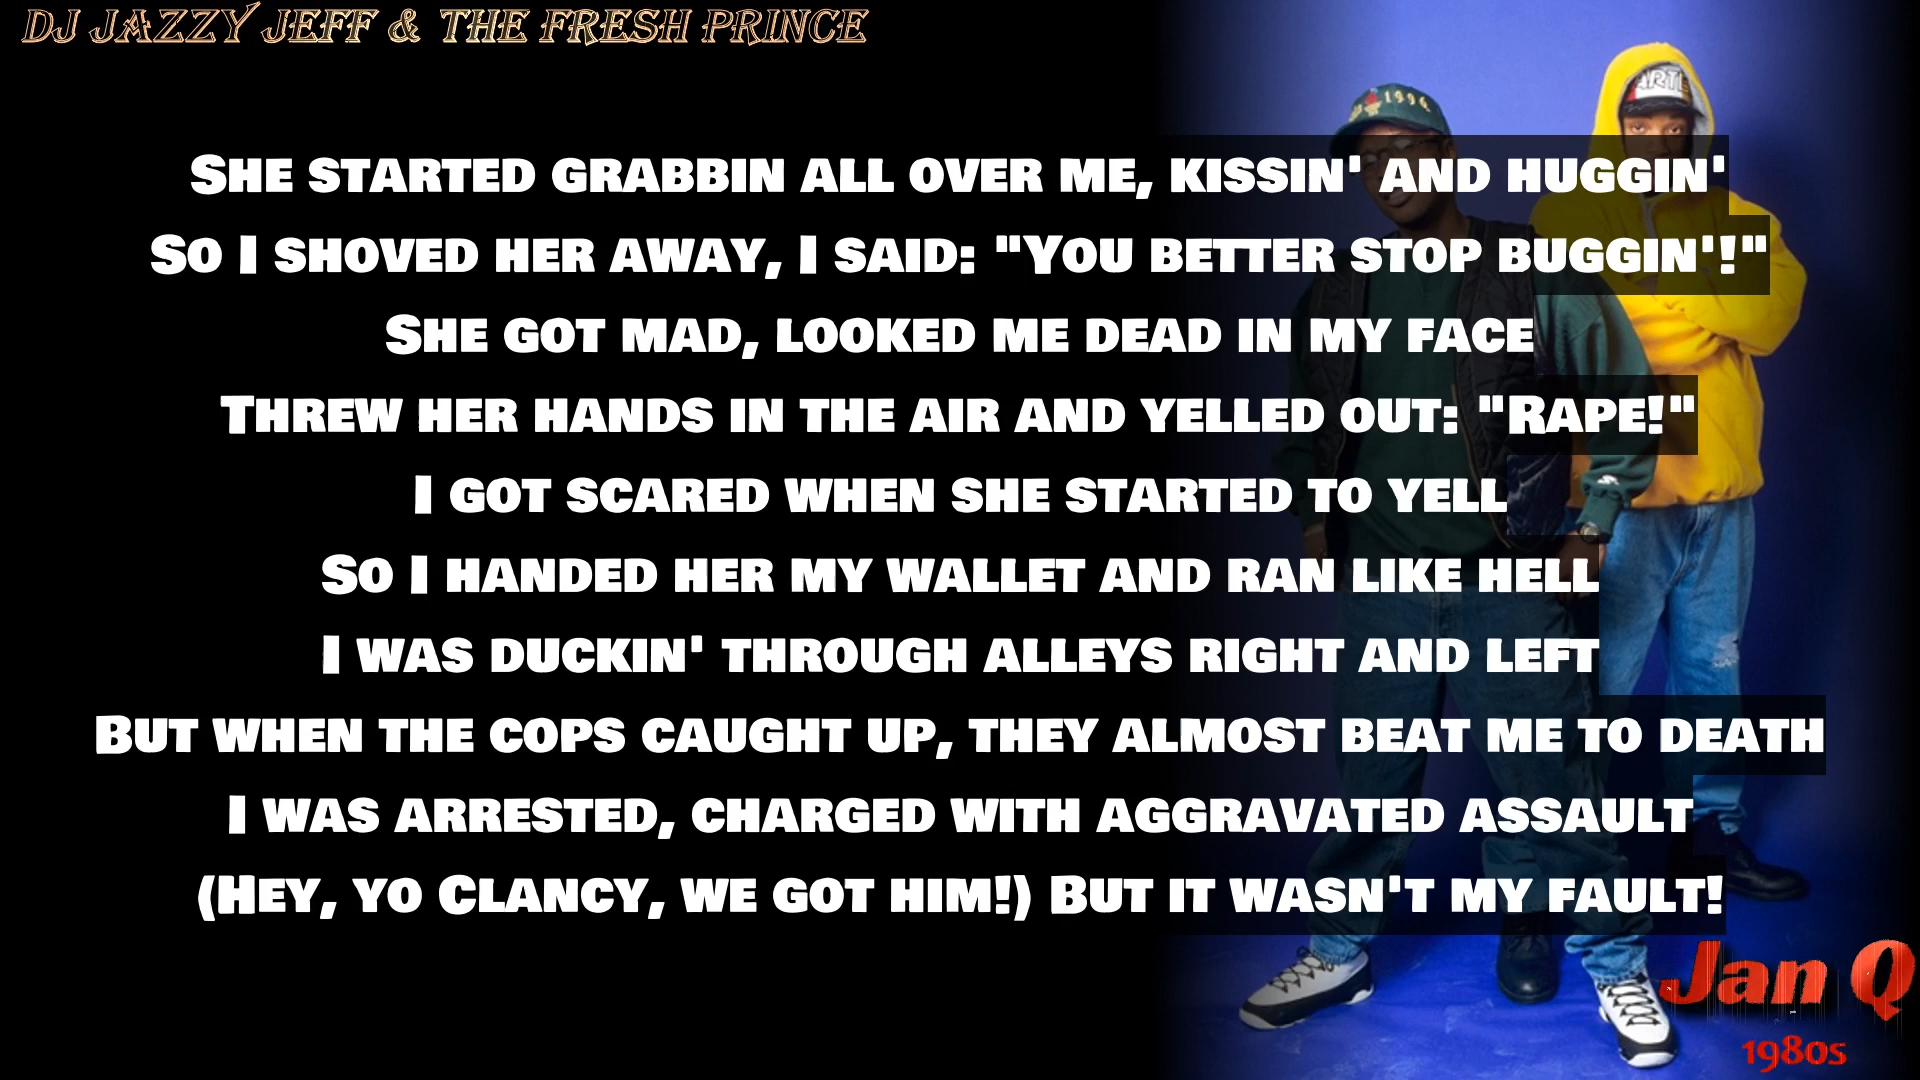 DJ JAZZY JEFF & THE FRESH PRINCE
1996
She started grabbin all over me, kissin' and huggin'
So I shoved her away, I said: "You better stop buggin'!"
She got mad, looked me dead in my face
Threw her hands in the air and yelled out: "Rape!"
I got scared when she started to yell
So I handed her my wallet and ran like hell
I was duckin' through alleys right and left
But when the cops caught up, they almost beat me to death
I was arrested, charged with aggravated assault
(Hey, yo Clancy, we got him!) But it wasn't my fault!
Jan Q
1980s